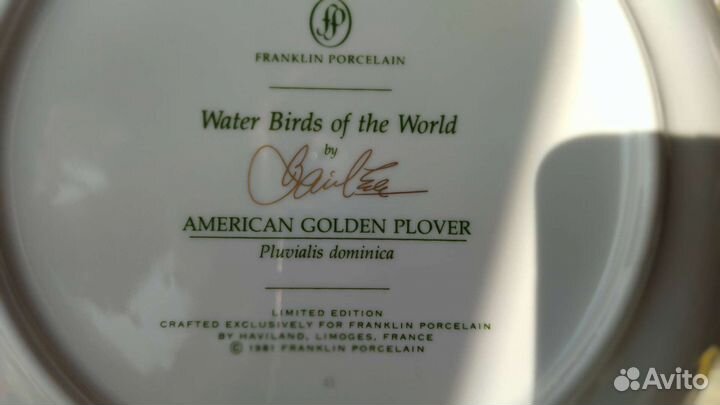 FP
FRANKLIN PORCELAIN
Water Birds of the World
by
AMERICAN GOLDEN PLOVER
Pluvialis dominica
LIMITED EDITION
CRAFTED EXCLUSIVELY FOR FRANKLIN PORCELAIN
BY HAVILAND, LIMOGES, FRANCE
© 1981 FRANKLIN PORCELAIN
Avito